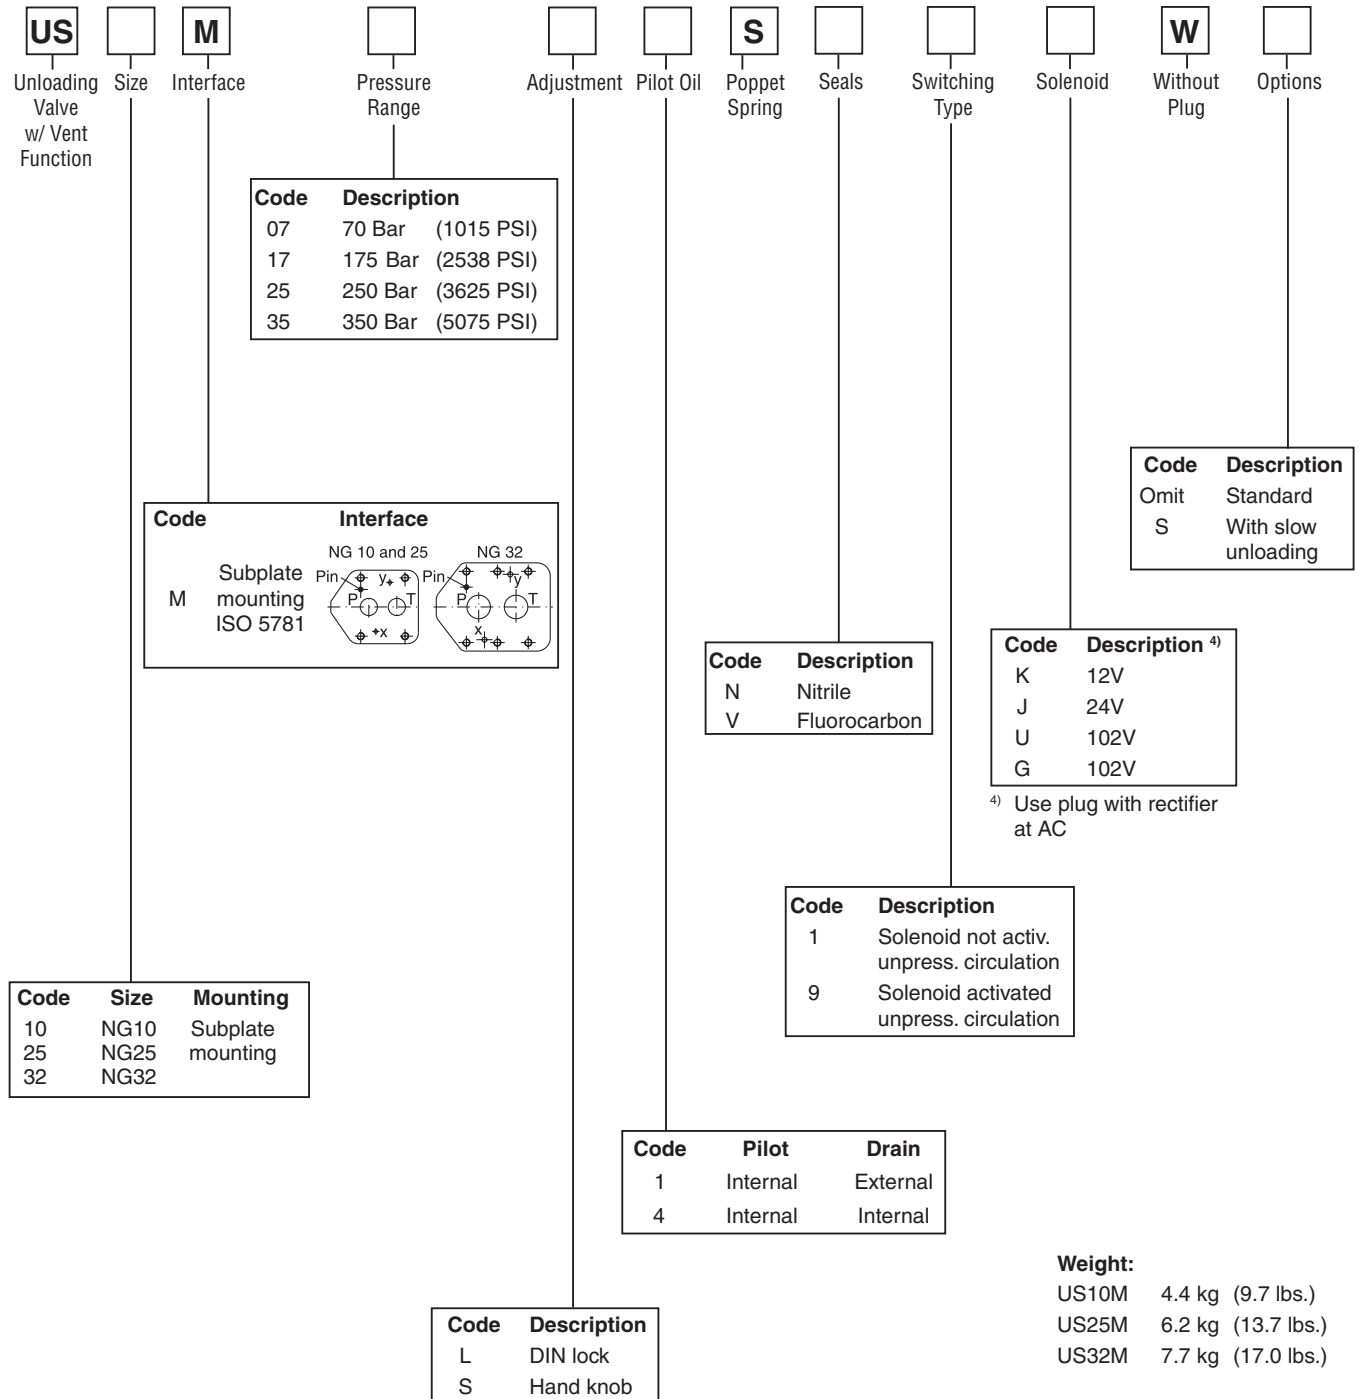 US M S W
Unloading Valve w/ Vent Function
Size
Interface
Pressure Range
Adjustment
Pilot Oil
Poppet Spring
Seals
Switching Type
Solenoid
Without Plug
Options
Code Description
07 70 Bar (1015 PSI)
17 175 Bar (2538 PSI)
25 250 Bar (3625 PSI)
35 350 Bar (5075 PSI)
Code Description
Omit Standard
S With slow
unloading
Code Interface
NG 10 and 25 NG 32
M Subplate
mounting
ISO 5781
Pin y P T x
Pin y P T x
Code Description
N Nitrile
V Fluorocarbon
Code Description 4)
K 12V
J 24V
U 102V
G 102V
4) Use plug with rectifier
at AC
Code Description
1 Solenoid not activ.
unpress. circulation
9 Solenoid activated
unpress. circulation
Code Size Mounting
10 NG10 Subplate
25 NG25 mounting
32 NG32
Code Pilot Drain
1 Internal External
4 Internal Internal
Weight:
US10M 4.4 kg (9.7 lbs.)
US25M 6.2 kg (13.7 lbs.)
US32M 7.7 kg (17.0 lbs.)
Code Description
L DIN lock
S Hand knob